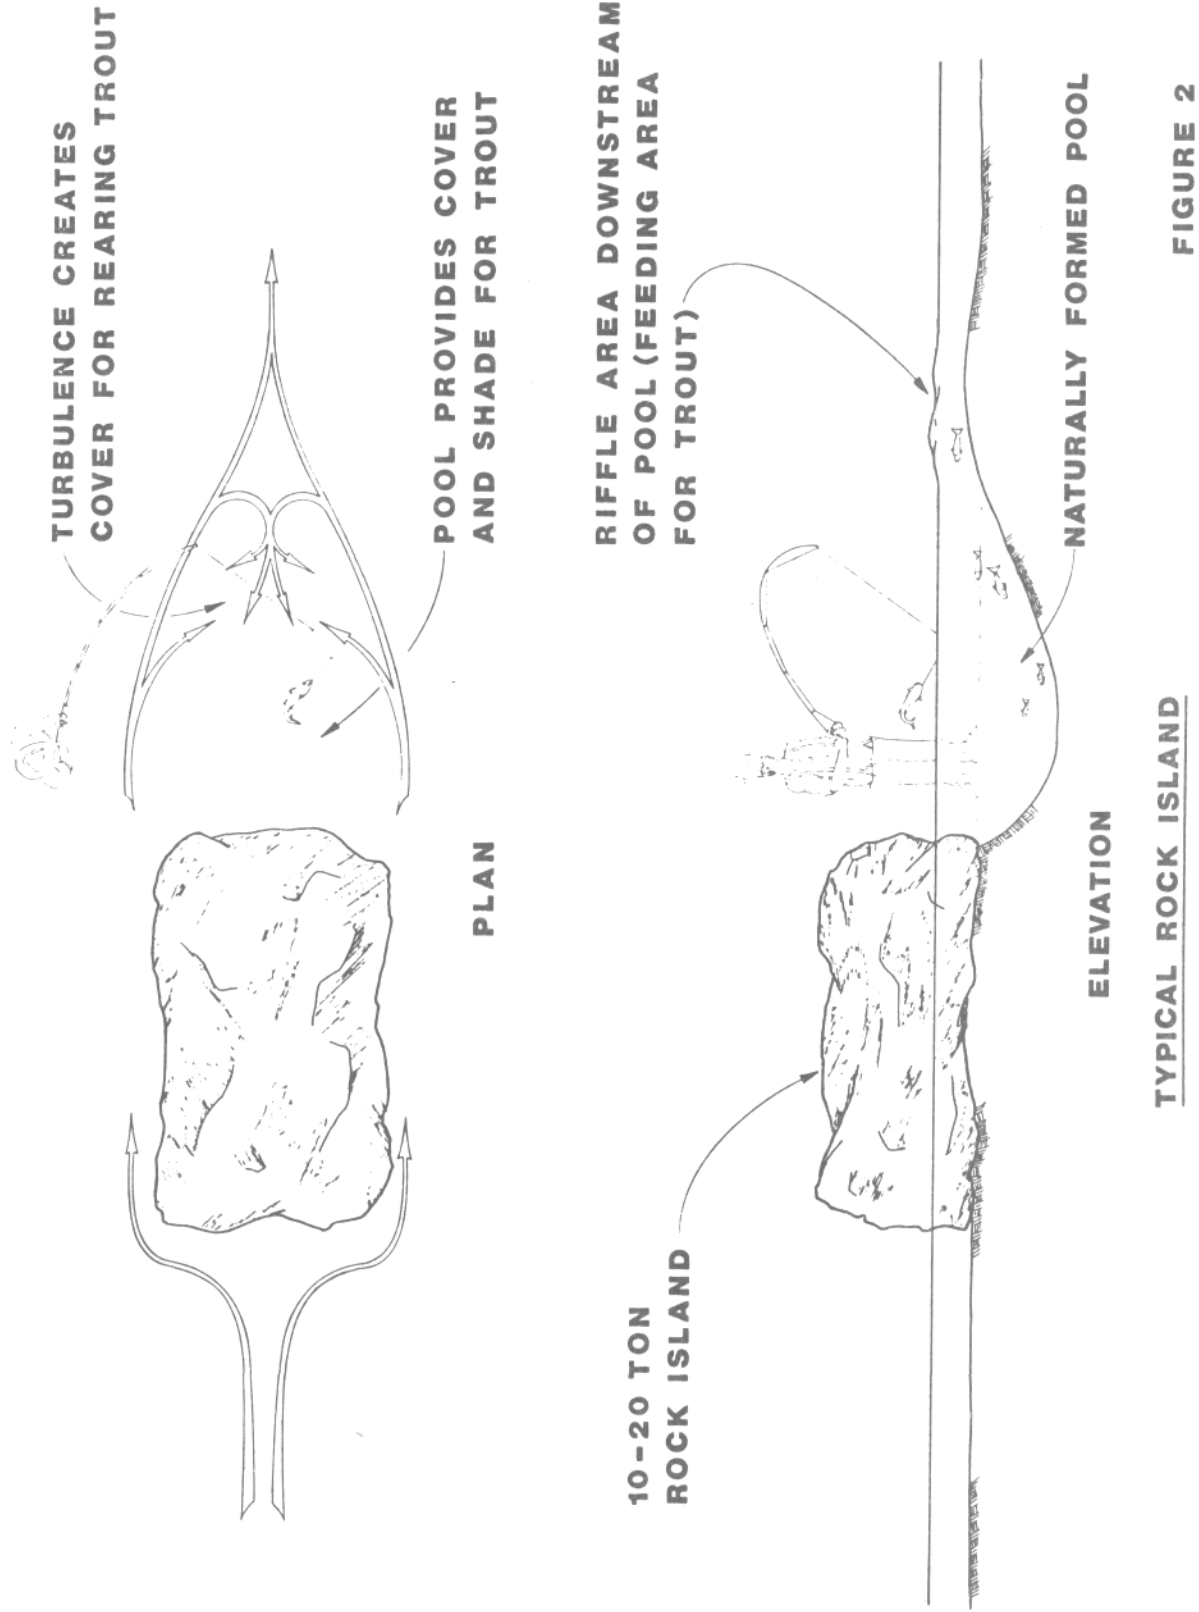 TURBULENCE CREATES
COVER FOR REARING TROUT
POOL PROVIDES COVER
AND SHADE FOR TROUT
PLAN
RIFFLE AREA DOWNSTREAM
OF POOL (FEEDING AREA
FOR TROUT)
10-20 TON
ROCK ISLAND
NATURALLY FORMED POOL
ELEVATION
TYPICAL ROCK ISLAND
FIGURE 2